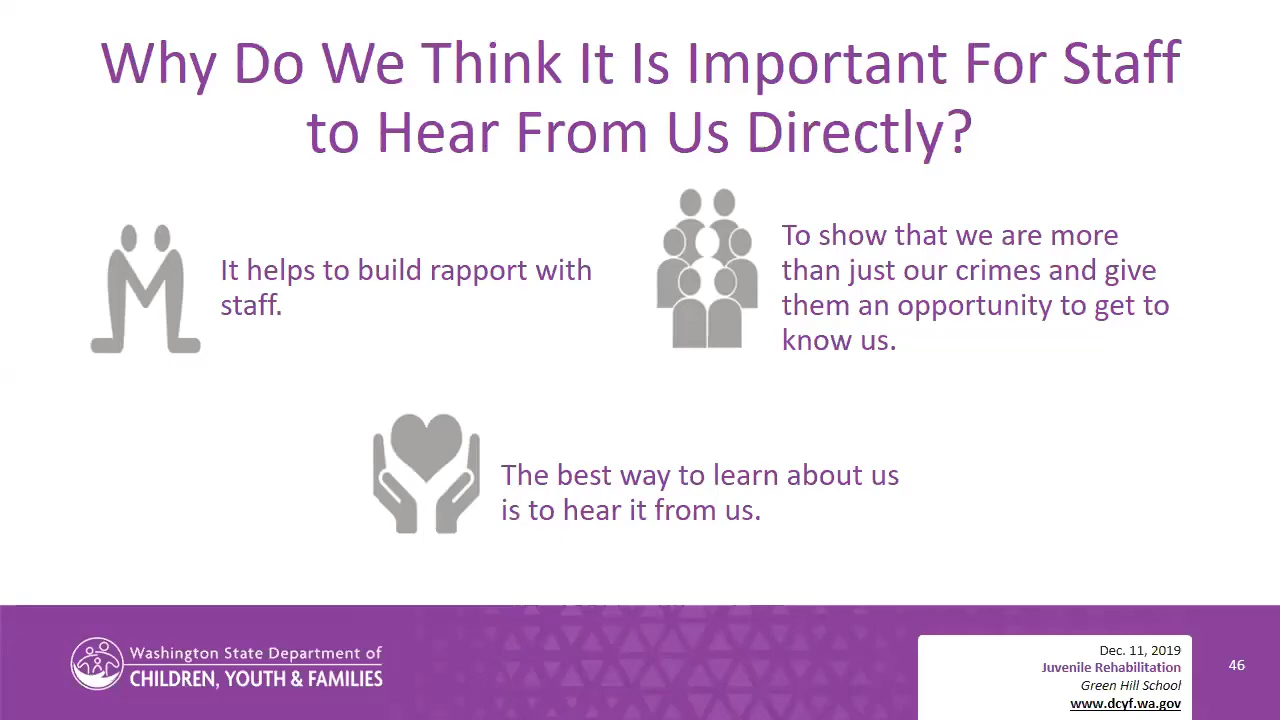 Why Do We Think It Is Important For Staff
to Hear From Us Directly?
It helps to build rapport with
staff.
To show that we are more
than just our crimes and give
them an opportunity to get to
know us.
The best way to learn about us
is to hear it from us.
Washington State Department of
CHILDREN, YOUTH & FAMILIES
Dec. 11, 2019
Juvenile Rehabilitation
Green Hill School
www.dcyf.wa.gov
46